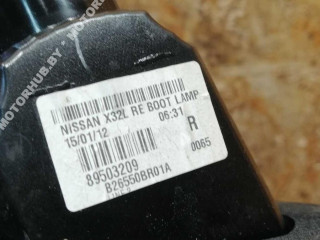 MOTORHUB.BY
NISSAN X32L RE BOOT LAMP
15/01/12
06:31
R
89503209
0065
B26550BR01A